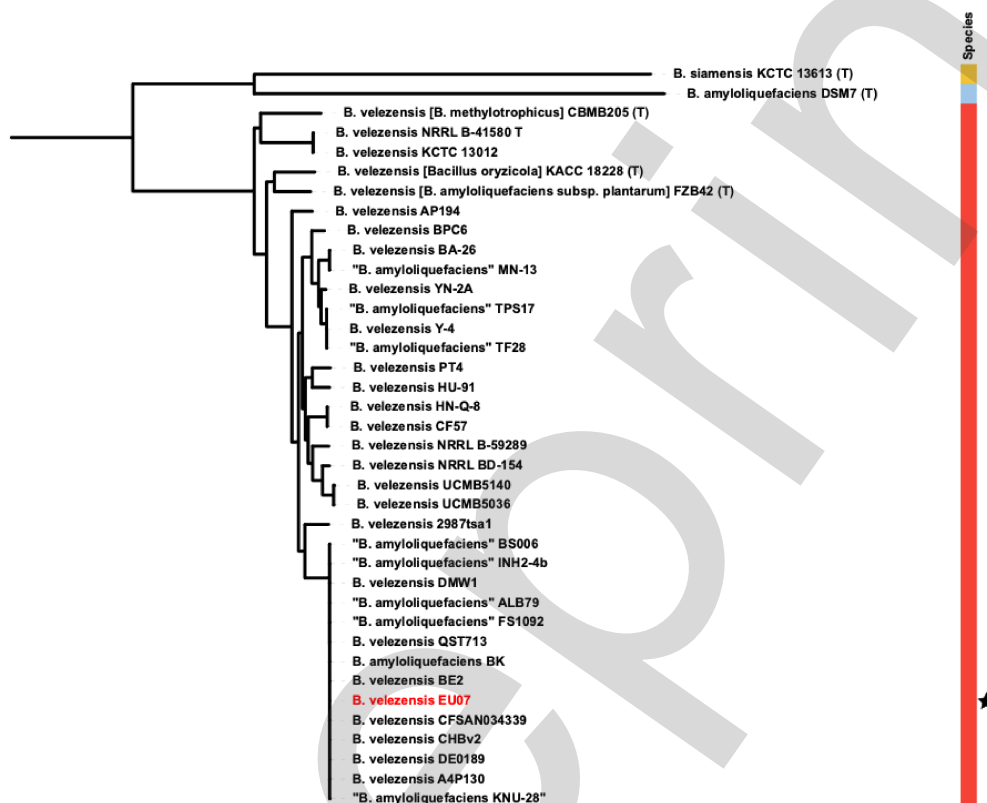 Species
B. siamensis KCTC 13613 (T)
B. amyloliquefaciens DSM7 (T)
B. velezensis [B. methylotrophicus] CBMB205 (T)
B. velezensis NRRL B-41580 T
B. velezensis KCTC 13012
B. velezensis [Bacillus oryzicola] KACC 18228 (T)
B. velezensis [B. amyloliquefaciens subsp. plantarum] FZB42 (T)
B. velezensis AP194
B. velezensis BPC6
B. velezensis BA-26
"B. amyloliquefaciens" MN-13
B. velezensis YN-2A
"B. amyloliquefaciens" TPS17
B. velezensis Y-4
"B. amyloliquefaciens" TF28
B. velezensis PT4
B. velezensis HU-91
B. velezensis HN-Q-8
B. velezensis CF57
B. velezensis NRRL B-59289
B. velezensis NRRL BD-154
B. velezensis UCMB5140
B. velezensis UCMB5036
B. velezensis 2987tsa1
"B. amyloliquefaciens" BS006
"B. amyloliquefaciens" INH2-4b
B. velezensis DMW1
"B. amyloliquefaciens" ALB79
"B. amyloliquefaciens" FS1092
B. velezensis QST713
B. amyloliquefaciens BK
B. velezensis BE2
B. velezensis EU07
B. velezensis CFSAN034339
B. velezensis CHBv2
B. velezensis DE0189
B. velezensis A4P130
"B. amyloliquefaciens KNU-28"
eprin